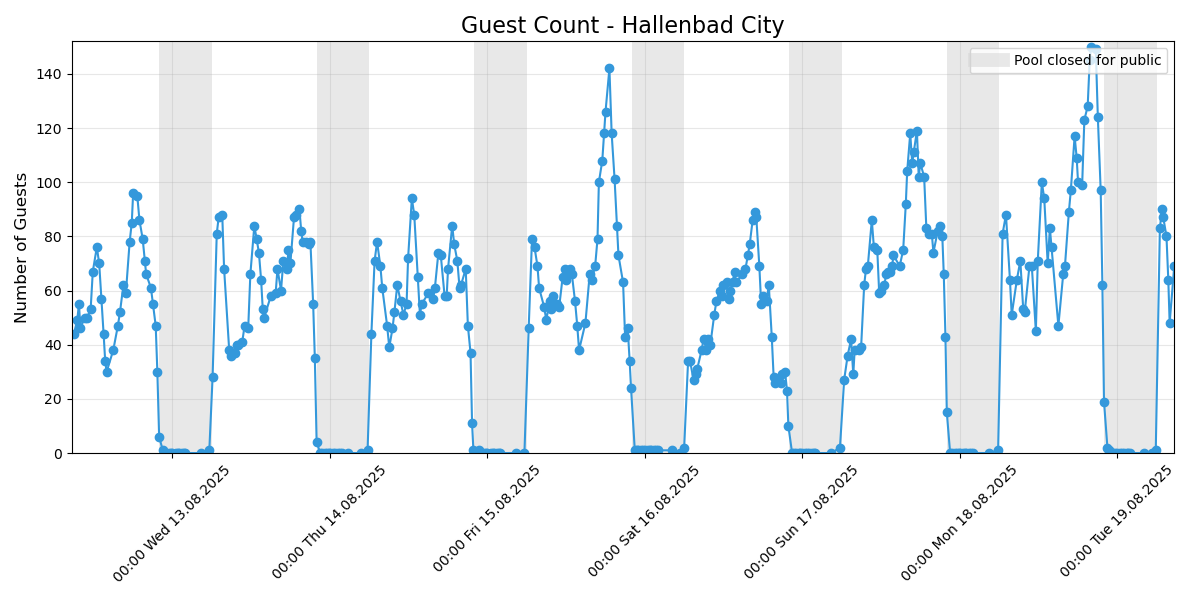 Guest Count - Hallenbad City
Pool closed for public
Number of Guests
140
120
100
80
60
40
20
0
00:00 Wed 13.08.2025
00:00 Thu 14.08.2025
00:00 Fri 15.08.2025
00:00 Sat 16.08.2025
00:00 Sun 17.08.2025
00:00 Mon 18.08.2025
00:00 Tue 19.08.2025